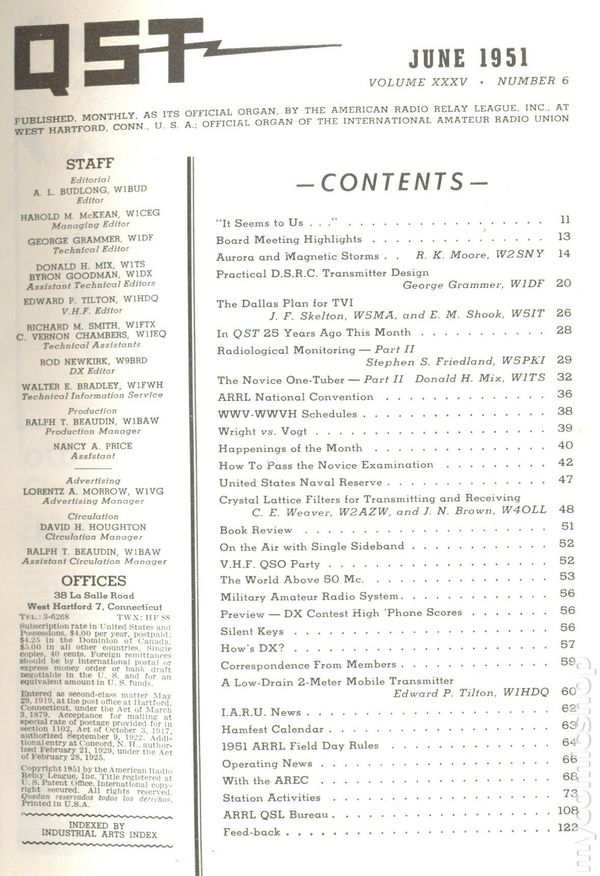 QST
JUNE 1951
VOLUME XXXV • NUMBER 6
PUBLISHED, MONTHLY, AS ITS OFFICIAL ORGAN, BY THE AMERICAN RADIO RELAY LEAGUE, INC., AT
WEST HARTFORD, CONN., U. S. A.; OFFICIAL ORGAN OF THE INTERNATIONAL AMATEUR RADIO UNION
STAFF
Editorial
A. L. BUDLONG, W1BUD
Editor
HAROLD M. McKEAN, W1CEG
Managing Editor
GEORGE GRAMMER, W1DF
Technical Editor
DONALD H. MIX, W1TS
BYRON GOODMAN, W1DX
Assistant Technical Editors
EDWARD P. TILTON, W1HDQ
V.H.F. Editor
RICHARD M. SMITH, W1FTX
C. VERNON CHAMBERS, W1JEQ
Technical Assistants
ROD NEWKIRK, W9BRD
DX Editor
WALTER E. BRADLEY, W1FWH
Technical Information Service
Production
RALPH T. BEAUDIN, W1BAW
Production Manager
NANCY A. PRICE
Assistant
Advertising
LORENTZ A. MORROW, W1VG
Advertising Manager
Circulation
DAVID H. HOUGHTON
Circulation Manager
RALPH T. BEAUDIN, W1BAW
Assistant Circulation Manager
OFFICES
38 La Salle Road
West Hartford 7, Connecticut
TEL.: 3-6268 TWX: HF 88
Subscription rate in United States and
Possessions, $4.00 per year, postpaid;
$4.25 in the Dominion of Canada,
$5.00 in all other countries. Single
copies, 40 cents. Foreign remittances
should be by international postal or
express money order or bank draft
negotiable in the U. S. and for an
equivalent amount in U. S. funds.
Entered as second-class matter May
29, 1919, at the post office at Hartford,
Connecticut, under the Act of March
3, 1879. Acceptance for mailing at
special rate of postage provided for in
section 1102, Act of October 3, 1917,
authorized September 9, 1922. Addi-
tional entry at Concord, N. H., author-
ized February 21, 1929, under the Act
of February 28, 1925.
Copyright 1951 by the American Radio
Relay League, Inc. Title registered at
U. S. Patent Office. International copy-
right secured. All rights reserved.
Quedan reservados todos los derechos.
Printed in U.S.A.
INDEXED BY
INDUSTRIAL ARTS INDEX
—CONTENTS—
"It Seems to Us . . ." . . . . . . . . . . . . . . . . 11
Board Meeting Highlights . . . . . . . . . . . . . 13
Aurora and Magnetic Storms . . R. K. Moore, W2SNY 14
Practical D.S.R.C. Transmitter Design
George Grammer, W1DF 20
The Dallas Plan for TVI
J. F. Skelton, W5MA, and E. M. Shook, W5IT 26
In QST 25 Years Ago This Month . . . . . . . . . . 28
Radiological Monitoring — Part II
Stephen S. Friedland, W5PKI 29
The Novice One-Tuber — Part II Donald H. Mix, W1TS 32
ARRL National Convention . . . . . . . . . . . . . 36
WWV-WWVH Schedules . . . . . . . . . . . . . . 38
Wright vs. Vogt . . . . . . . . . . . . . . . . . 39
Happenings of the Month . . . . . . . . . . . . . 40
How To Pass the Novice Examination . . . . . . . . . 42
United States Naval Reserve . . . . . . . . . . . . 47
Crystal Lattice Filters for Transmitting and Receiving
C. E. Weaver, W2AZW, and J. N. Brown, W4OLL 48
Book Review . . . . . . . . . . . . . . . . . . 51
On the Air with Single Sideband . . . . . . . . . . . 52
V.H.F. QSO Party . . . . . . . . . . . . . . . . 52
The World Above 50 Mc. . . . . . . . . . . . . . 53
Military Amateur Radio System . . . . . . . . . . . 56
Preview — DX Contest High 'Phone Scores . . . . . . . 56
Silent Keys . . . . . . . . . . . . . . . . . . . 56
How's DX? . . . . . . . . . . . . . . . . . . . 57
Correspondence From Members . . . . . . . . . . . 59
A Low-Drain 2-Meter Mobile Transmitter
Edward P. Tilton, W1HDQ 60
I.A.R.U. News . . . . . . . . . . . . . . . . . . 62
Hamfest Calendar . . . . . . . . . . . . . . . . 63
1951 ARRL Field Day Rules . . . . . . . . . . . . 64
Operating News . . . . . . . . . . . . . . . . . 66
With the AREC . . . . . . . . . . . . . . . . . 68
Station Activities . . . . . . . . . . . . . . . . 73
ARRL QSL Bureau . . . . . . . . . . . . . . . . 108
Feed-back . . . . . . . . . . . . . . . . . . . 122
mycomicshop